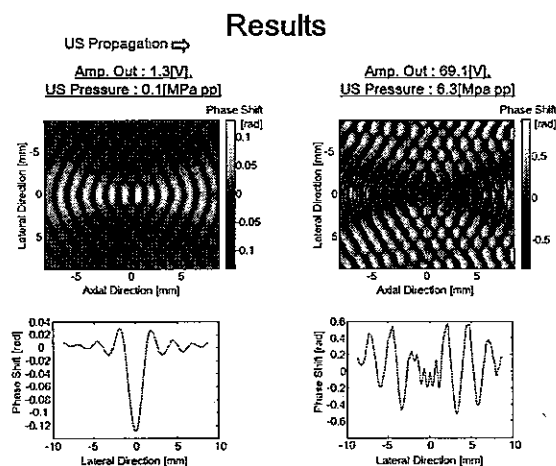 Results
US Propagation ⇨
Amp. Out : 1.3[V],
US Pressure : 0.1[MPa pp]
Phase Shift
[rad]
0.1
0.05
0
-0.05
-0.1
Lateral Direction [mm]
-5
0
5
-5
0
5
Axial Direction [mm]
Amp. Out : 69.1[V],
US Pressure : 6.3[Mpa pp]
Phase Shift
[rad]
0.5
0
-0.5
Lateral Direction [mm]
-5
0
5
-5
0
5
Axial Direction [mm]
Phase Shift [rad]
0.04
0.02
0
-0.02
-0.04
-0.06
-0.08
-0.1
-0.12
-10
-5
0
5
10
Lateral Direction [mm]
Phase Shift [rad]
0.6
0.4
0.2
0
-0.2
-0.4
-0.6
-10
-5
0
5
10
Lateral Direction [mm]